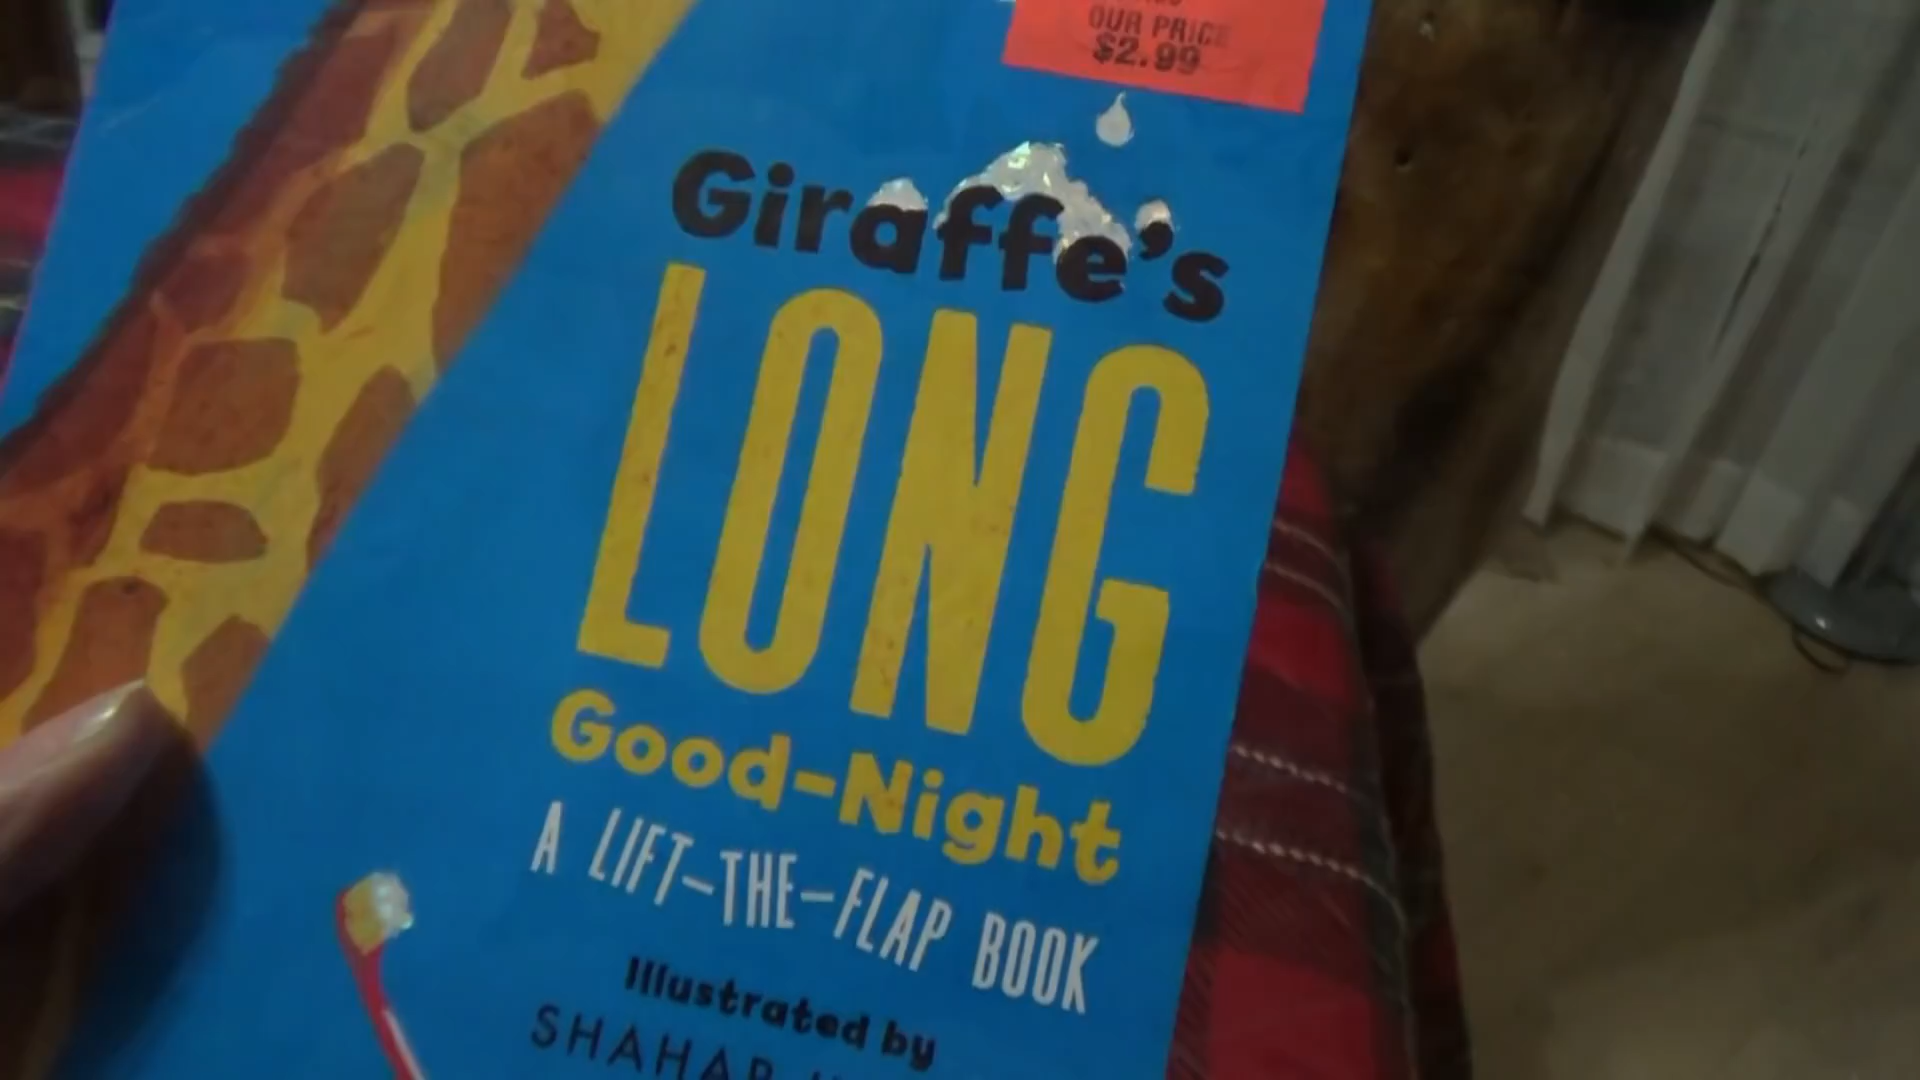 OUR PRICE
$2.99
Giraffe's
LONG
Good-Night
A LIFT-THE-FLAP BOOK
Illustrated by
SHAHAR